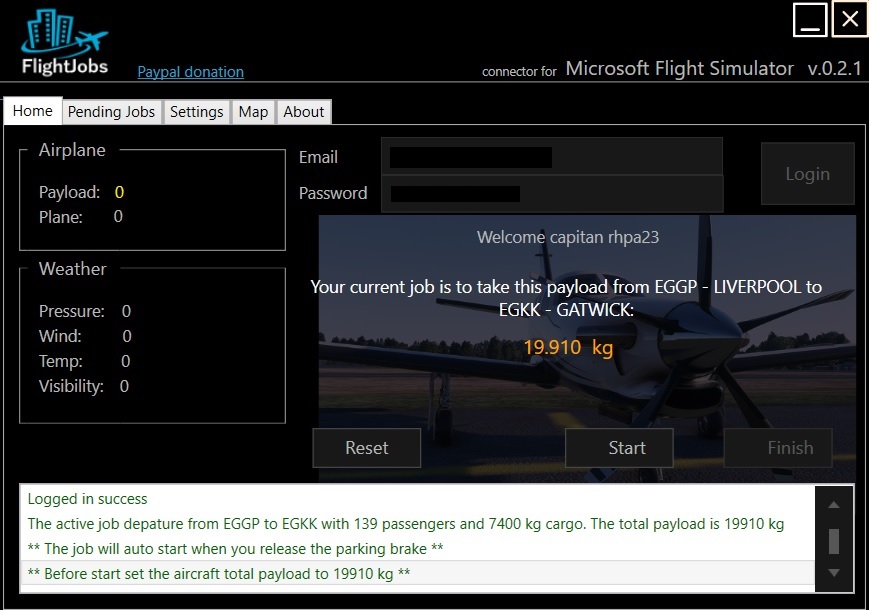 FlightJobs
Paypal donation
connector for Microsoft Flight Simulator v.0.2.1
Home
Pending Jobs
Settings
Map
About
Airplane
Payload: 0
Plane: 0
Weather
Pressure: 0
Wind: 0
Temp: 0
Visibility: 0
Email
Password
Login
Welcome capitan rhpa23
Your current job is to take this payload from EGGP - LIVERPOOL to
EGKK - GATWICK:
19.910 kg
Reset
Start
Finish
Logged in success
The active job depature from EGGP to EGKK with 139 passengers and 7400 kg cargo. The total payload is 19910 kg
** The job will auto start when you release the parking brake **
** Before start set the aircraft total payload to 19910 kg **